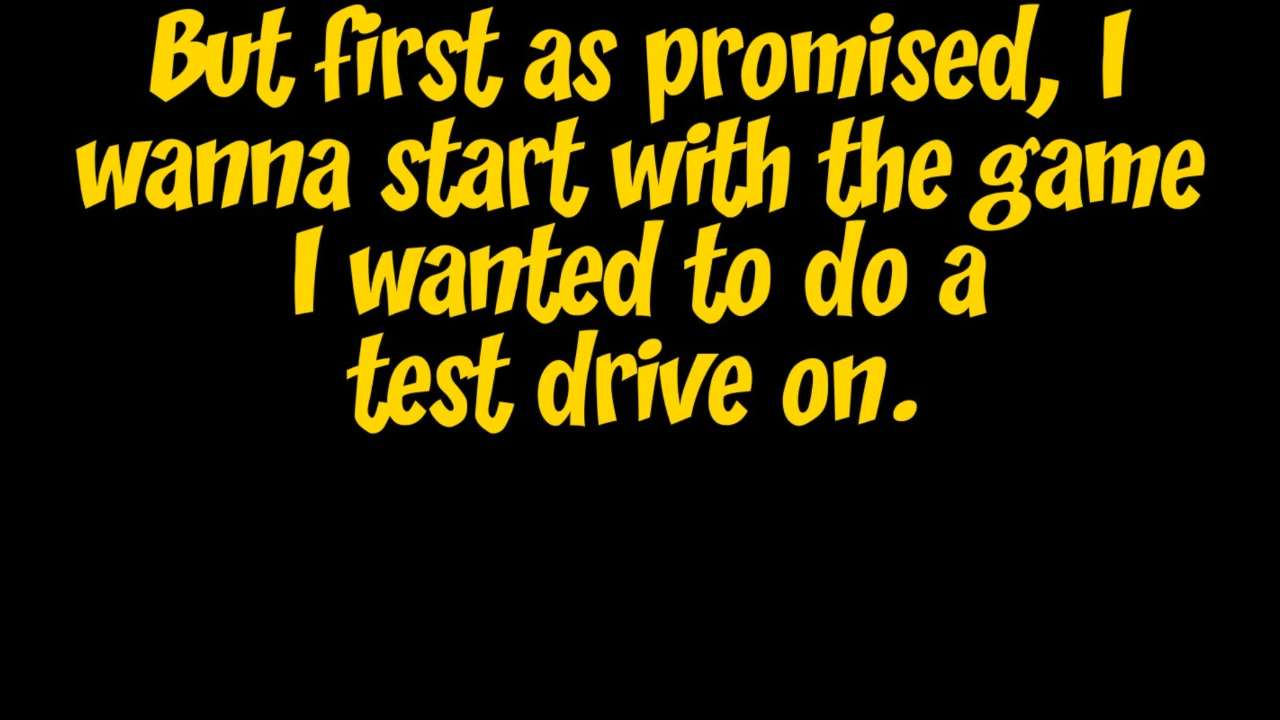 But first as promised, I
wanna start with the game
I wanted to do a
test drive on.